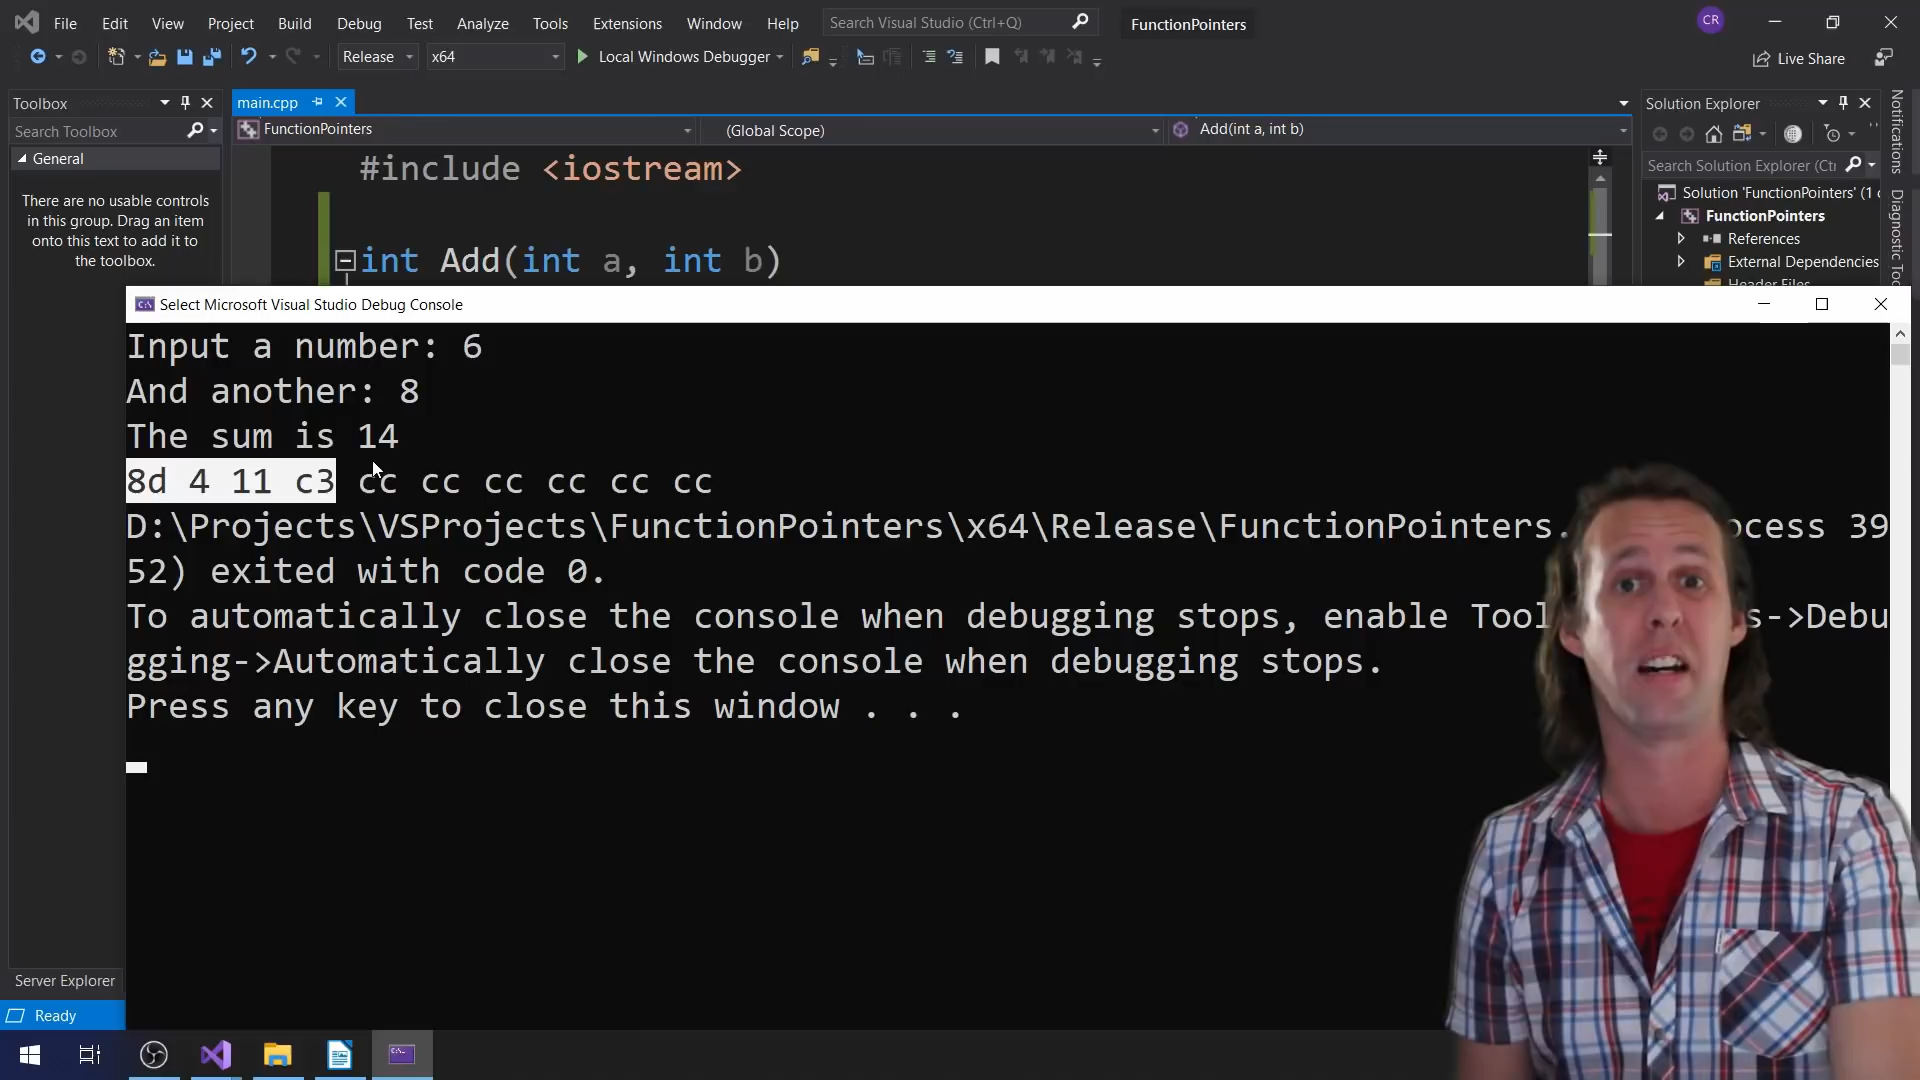 File Edit View Project Build Debug Test Analyze Tools Extensions Window Help Search Visual Studio (Ctrl+Q) FunctionPointers CR
Release x64 Local Windows Debugger Live Share
Toolbox
Search Toolbox
General
There are no usable controls
in this group. Drag an item
onto this text to add it to
the toolbox.
main.cpp
FunctionPointers (Global Scope) Add(int a, int b)
#include <iostream>
int Add(int a, int b)
Solution Explorer
Search Solution Explorer (Ctr
Solution 'FunctionPointers' (1
FunctionPointers
References
External Dependencies
Header Files
Notifications
Diagnostic
Select Microsoft Visual Studio Debug Console
Input a number: 6
And another: 8
The sum is 14
8d 4 11 c3 cc cc cc cc cc cc
D:\Projects\VSProjects\FunctionPointers\x64\Release\FunctionPointers. ocess 39
52) exited with code 0.
To automatically close the console when debugging stops, enable Tool s->Debu
gging->Automatically close the console when debugging stops.
Press any key to close this window . . .
Server Explorer
Ready